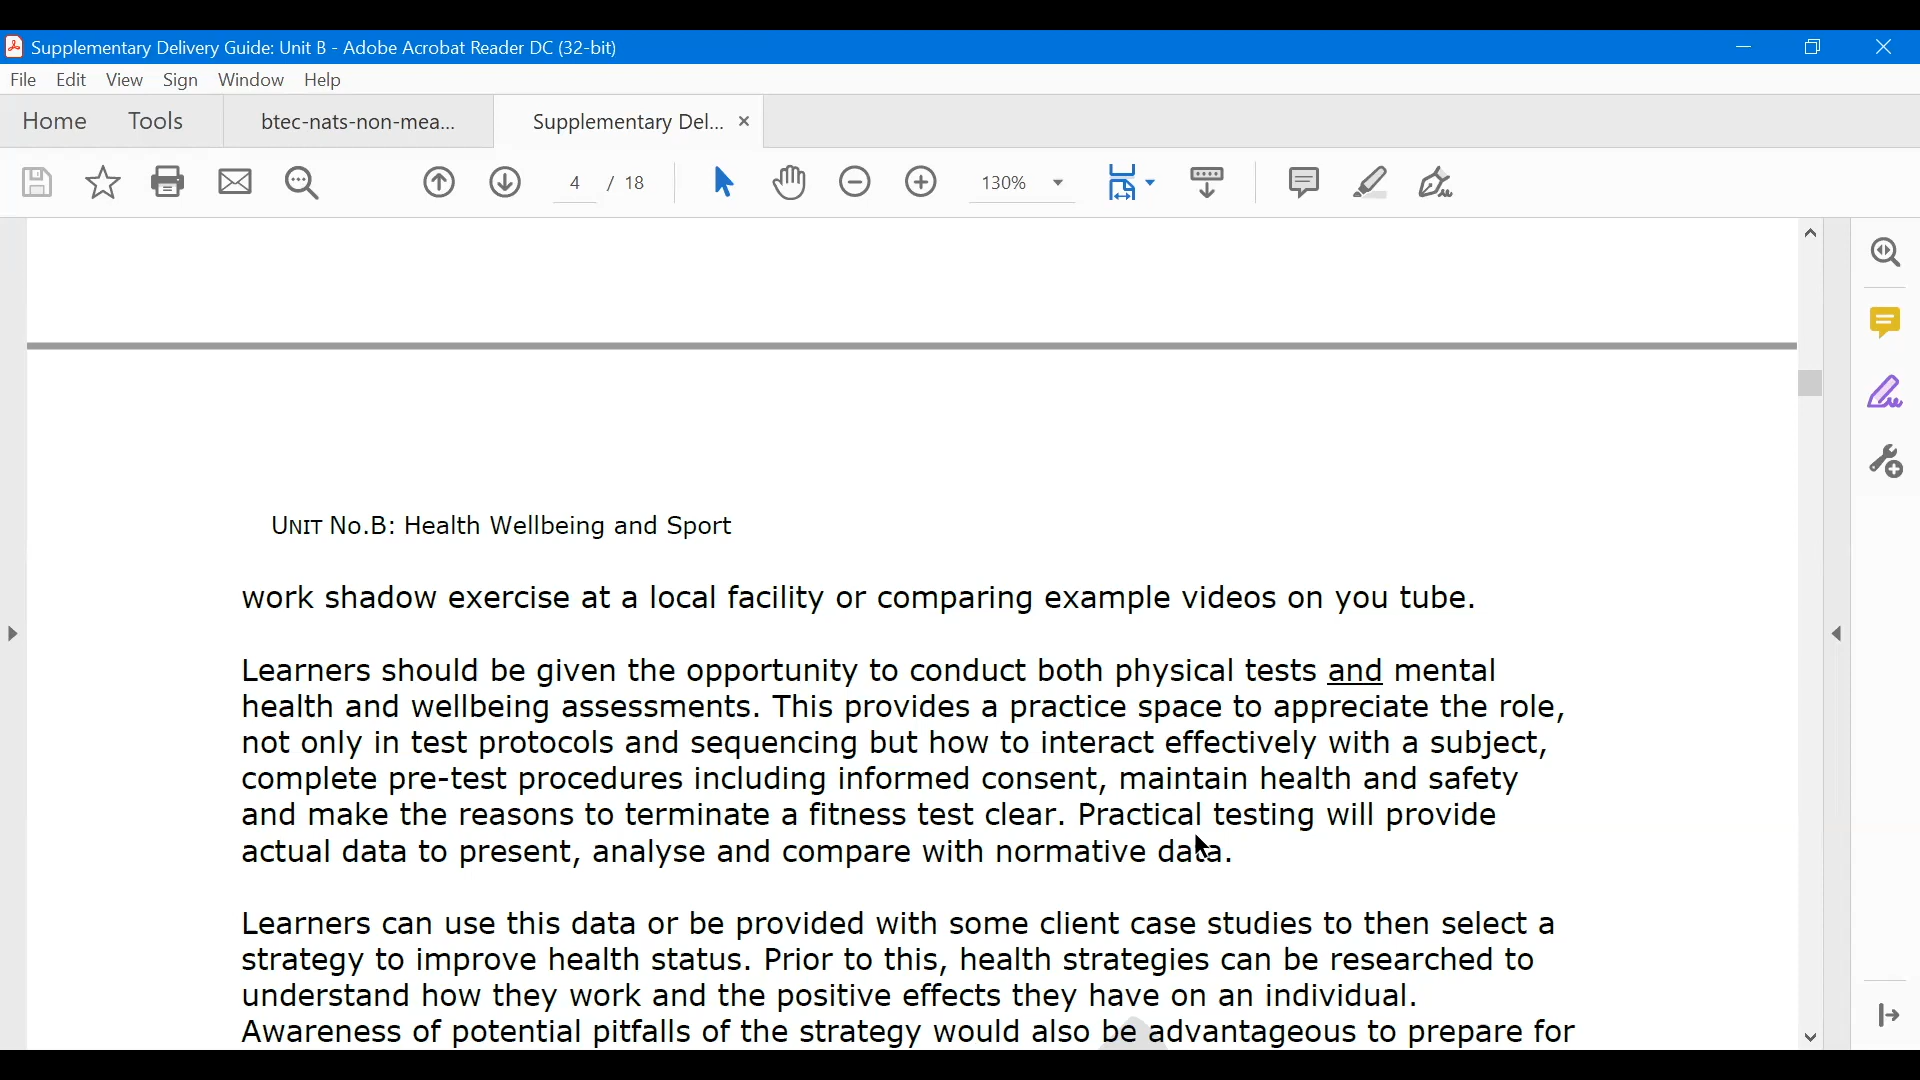 Supplementary Delivery Guide: Unit B - Adobe Acrobat Reader DC (32-bit)
File Edit View Sign Window Help
Home Tools btec-nats-non-mea... Supplementary Del...
4 / 18 130%
UNIT No.B: Health Wellbeing and Sport
work shadow exercise at a local facility or comparing example videos on you tube.
Learners should be given the opportunity to conduct both physical tests and mental
health and wellbeing assessments. This provides a practice space to appreciate the role,
not only in test protocols and sequencing but how to interact effectively with a subject,
complete pre-test procedures including informed consent, maintain health and safety
and make the reasons to terminate a fitness test clear. Practical testing will provide
actual data to present, analyse and compare with normative data.
Learners can use this data or be provided with some client case studies to then select a
strategy to improve health status. Prior to this, health strategies can be researched to
understand how they work and the positive effects they have on an individual.
Awareness of potential pitfalls of the strategy would also be advantageous to prepare for